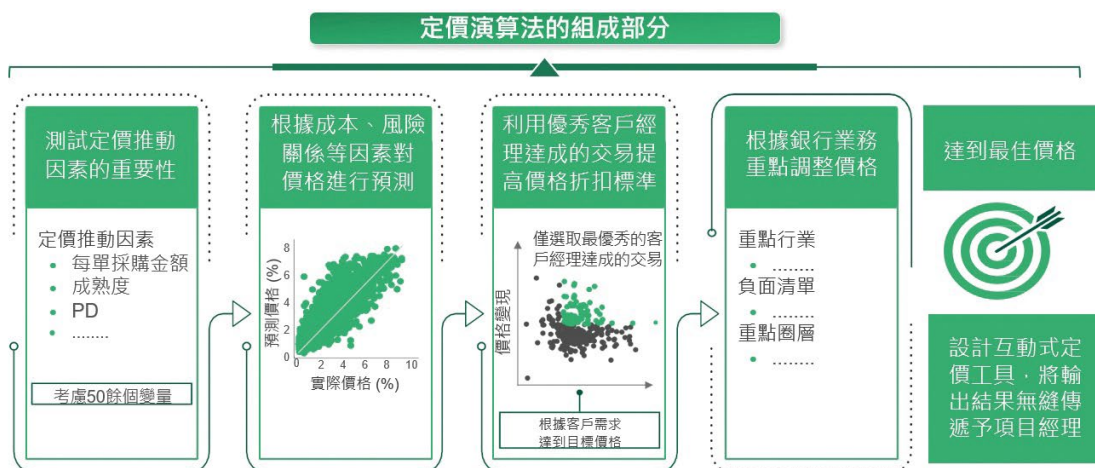 定價演算法的組成部分
測試定價推動
因素的重要性
定價推動因素
• 每單採購金額
• 成熟度
• PD
• ........
考慮50餘個變量
根據成本、風險
關係等因素對
價格進行預測
預測價格 (%)
8
6
4
2
0
0 2 4 6 8 10
實際價格 (%)
利用優秀客戶經
理達成的交易提
高價格折扣標準
僅選取最優秀的客
戶經理達成的交易
價格變現
根據客戶需求
達到目標價格
根據銀行業務
重點調整價格
重點行業
• ........
負面清單
• ........
重點圈層
• ........
達到最佳價格
設計互動式定
價工具，將輸
出結果無縫傳
遞予項目經理